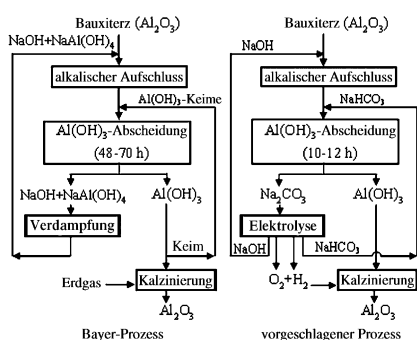 Bauxiterz (Al₂O₃)
NaOH+NaAl(OH)₄
alkalischer Aufschluss
Al(OH)₃-Keime
Al(OH)₃-Abscheidung
(48-70 h)
NaOH+NaAl(OH)₄
Al(OH)₃
Verdampfung
Keim
Erdgas
Kalzinierung
Al₂O₃
Bayer-Prozess
Bauxiterz (Al₂O₃)
NaOH
alkalischer Aufschluss
NaHCO₃
Al(OH)₃-Abscheidung
(10-12 h)
Na₂CO₃
Al(OH)₃
Elektrolyse
NaOH
NaHCO₃
O₂+H₂
Kalzinierung
Al₂O₃
vorgeschlagener Prozess